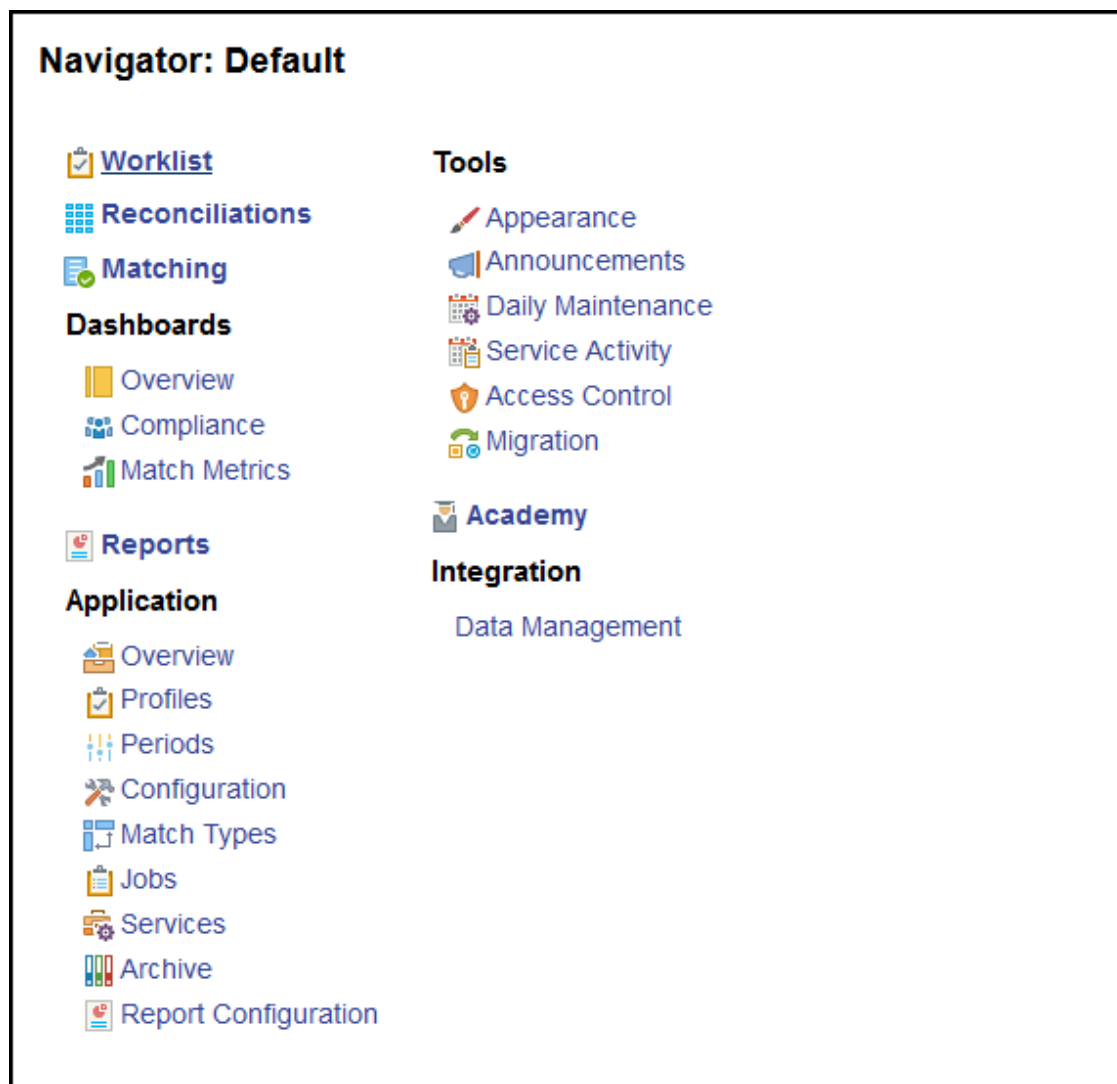 Navigator: Default
Worklist
Reconciliations
Matching
Dashboards
Overview
Compliance
Match Metrics
Reports
Application
Overview
Profiles
Periods
Configuration
Match Types
Jobs
Services
Archive
Report Configuration
Tools
Appearance
Announcements
Daily Maintenance
Service Activity
Access Control
Migration
Academy
Integration
Data Management